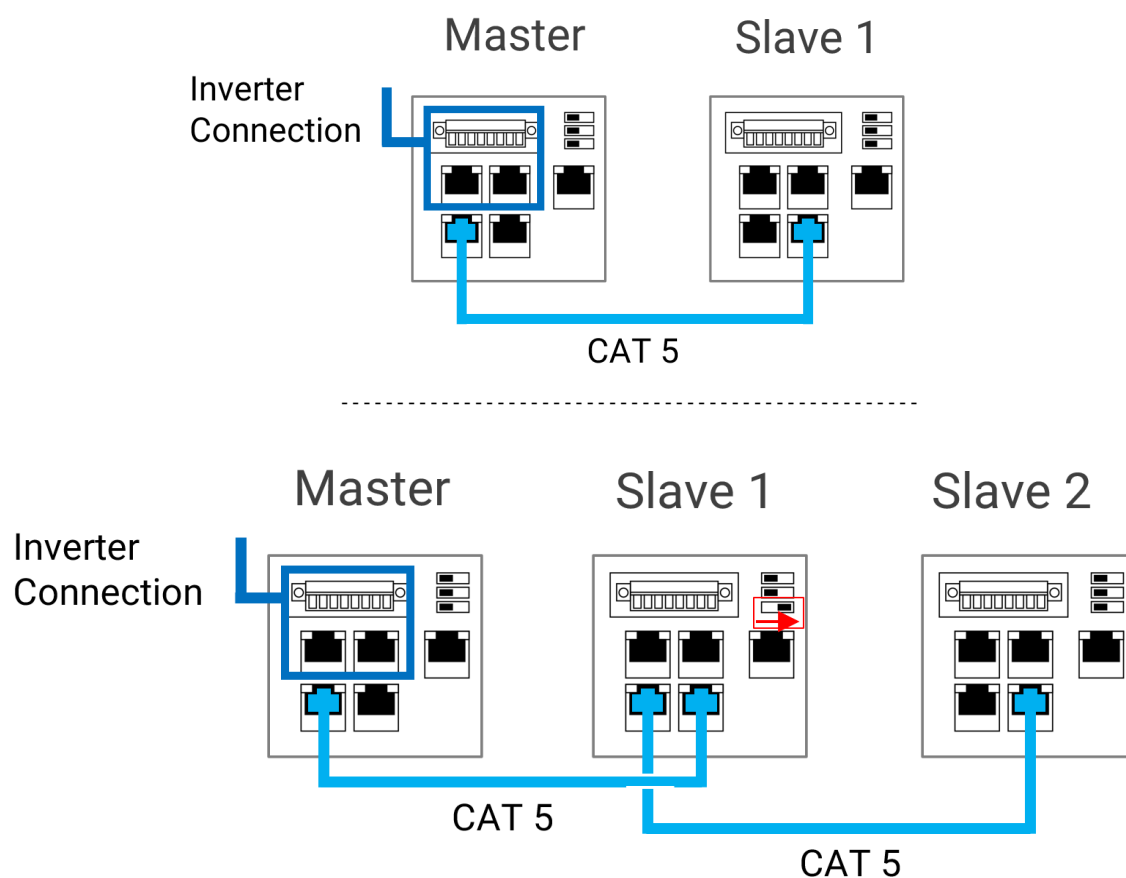 Master
Slave 1
Inverter
Connection
CAT 5
Master
Slave 1
Slave 2
Inverter
Connection
CAT 5
CAT 5